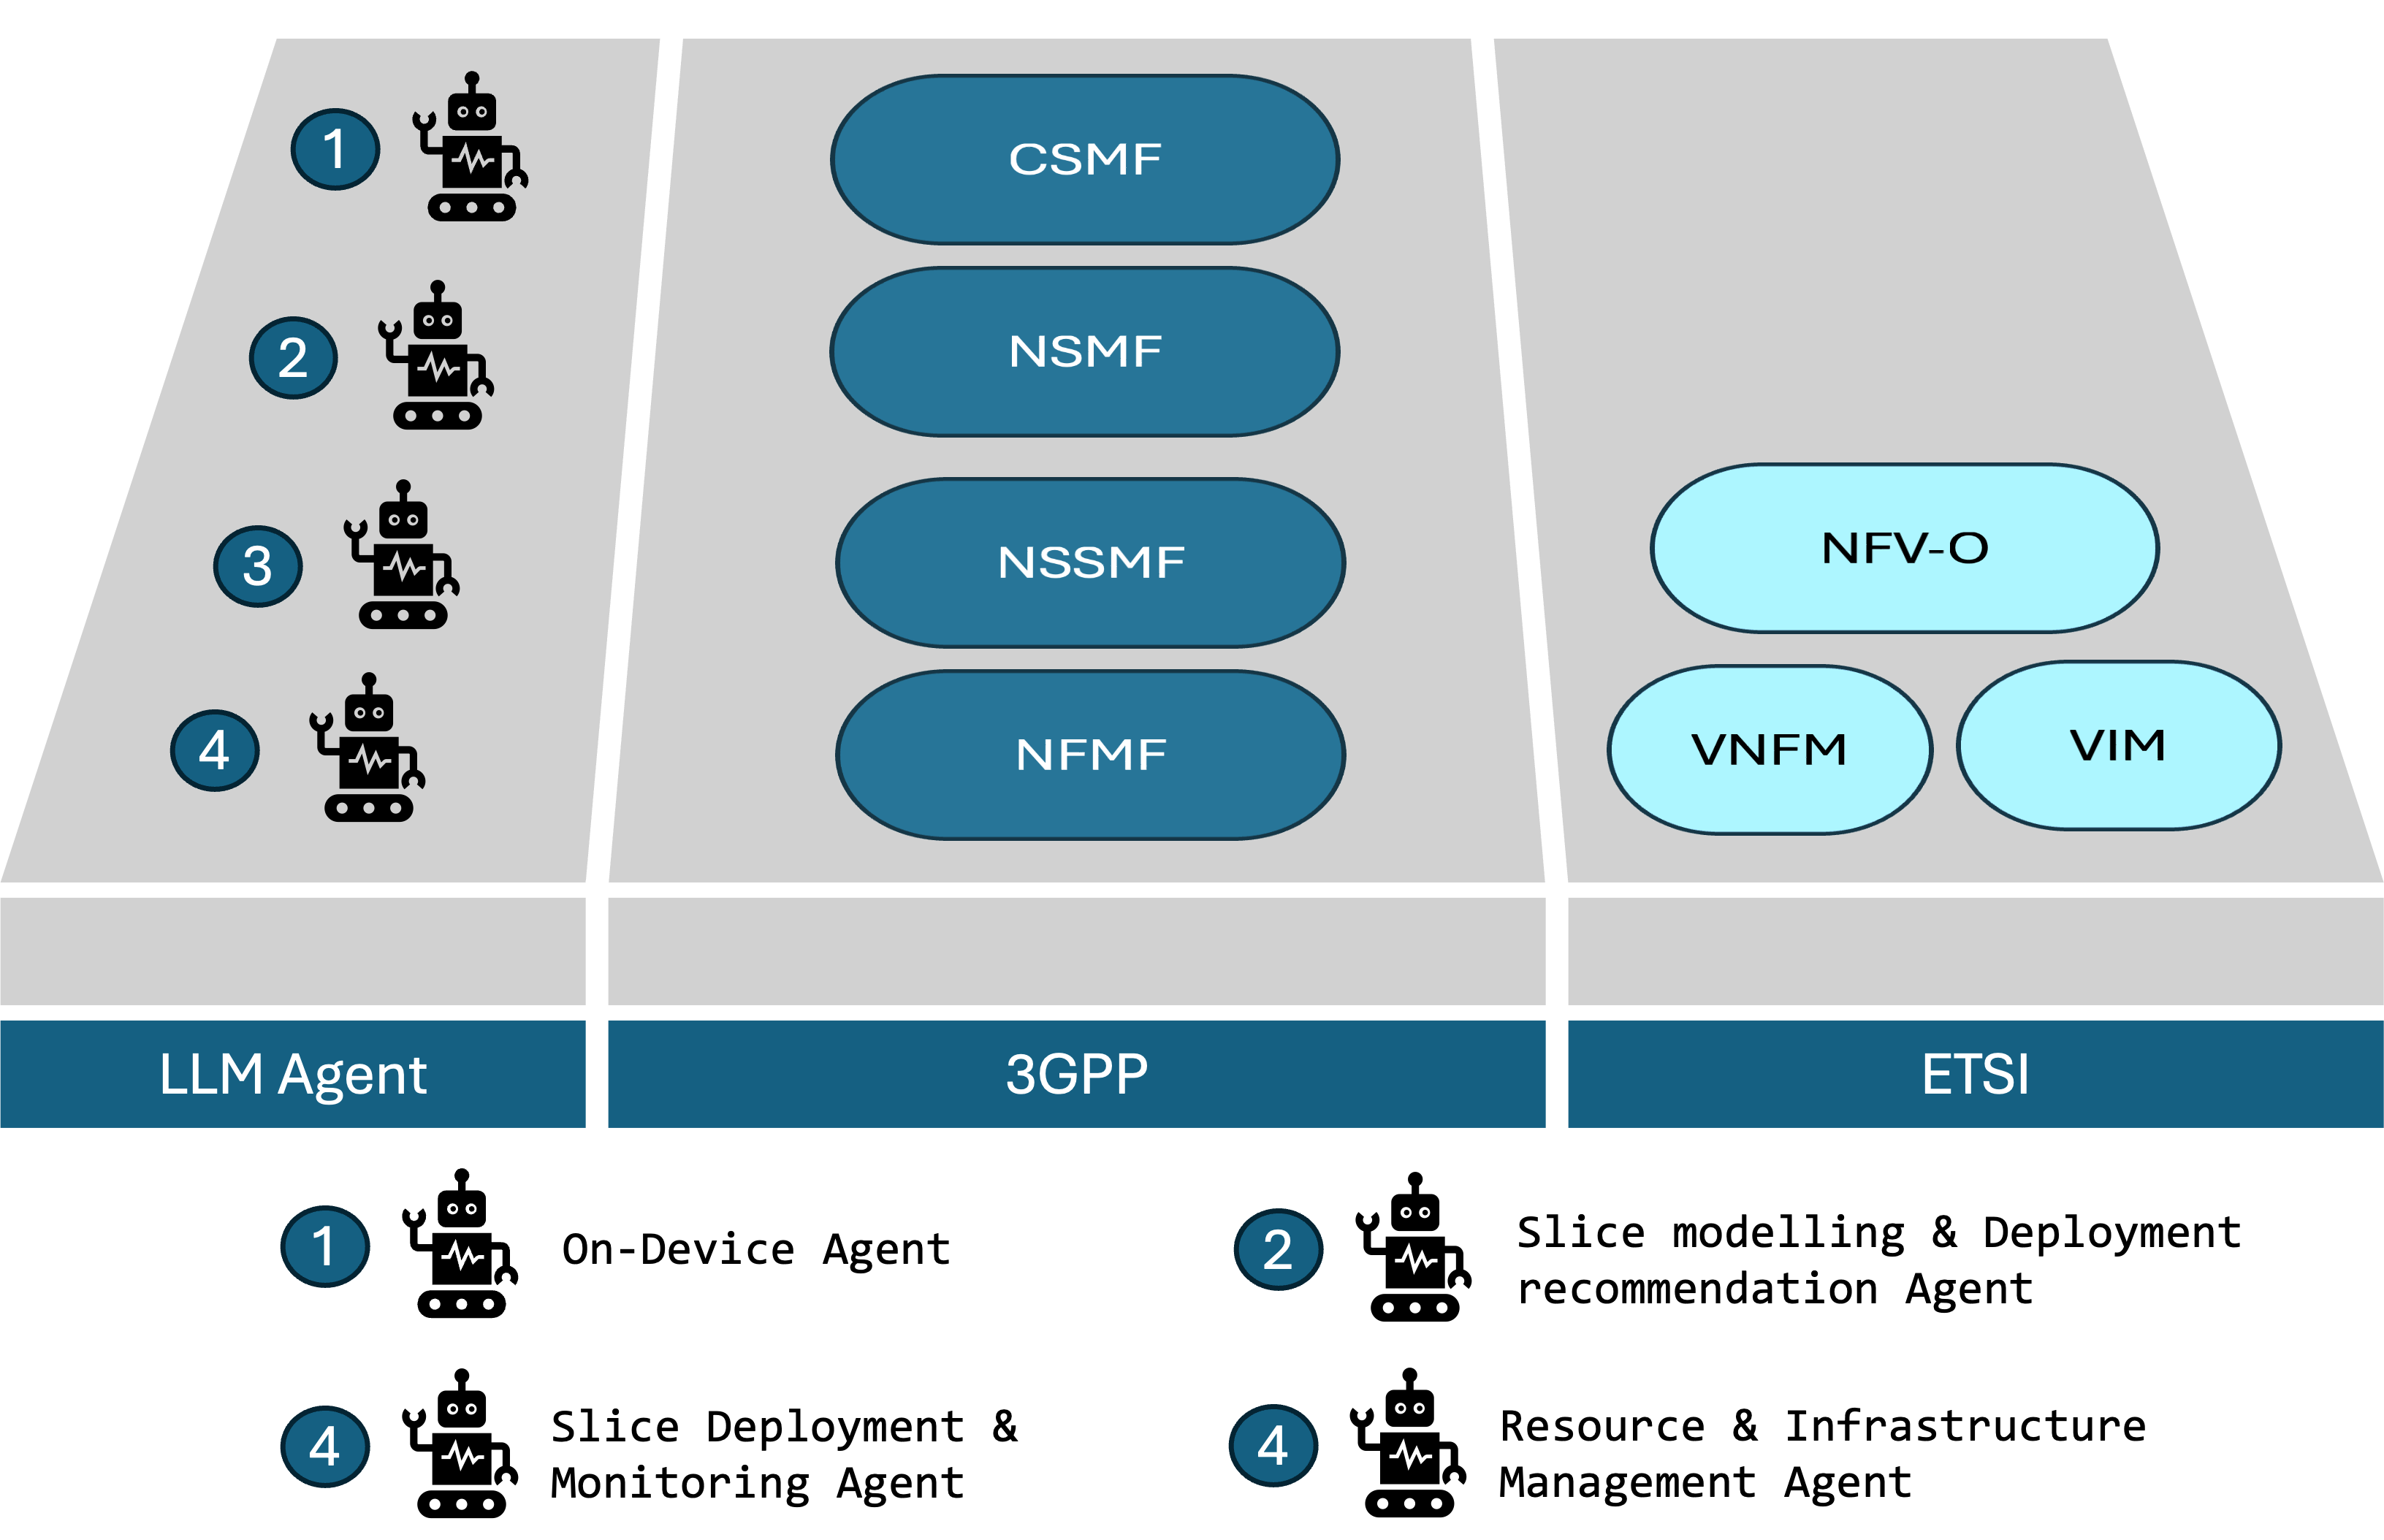 1
CSMF
2
NSMF
3
NSSMF
NFV-O
4
NFMF
VNFM
VIM
LLM Agent
3GPP
ETSI
1
On-Device Agent
2
Slice modelling & Deployment
recommendation Agent
4
Slice Deployment &
Monitoring Agent
4
Resource & Infrastructure
Management Agent